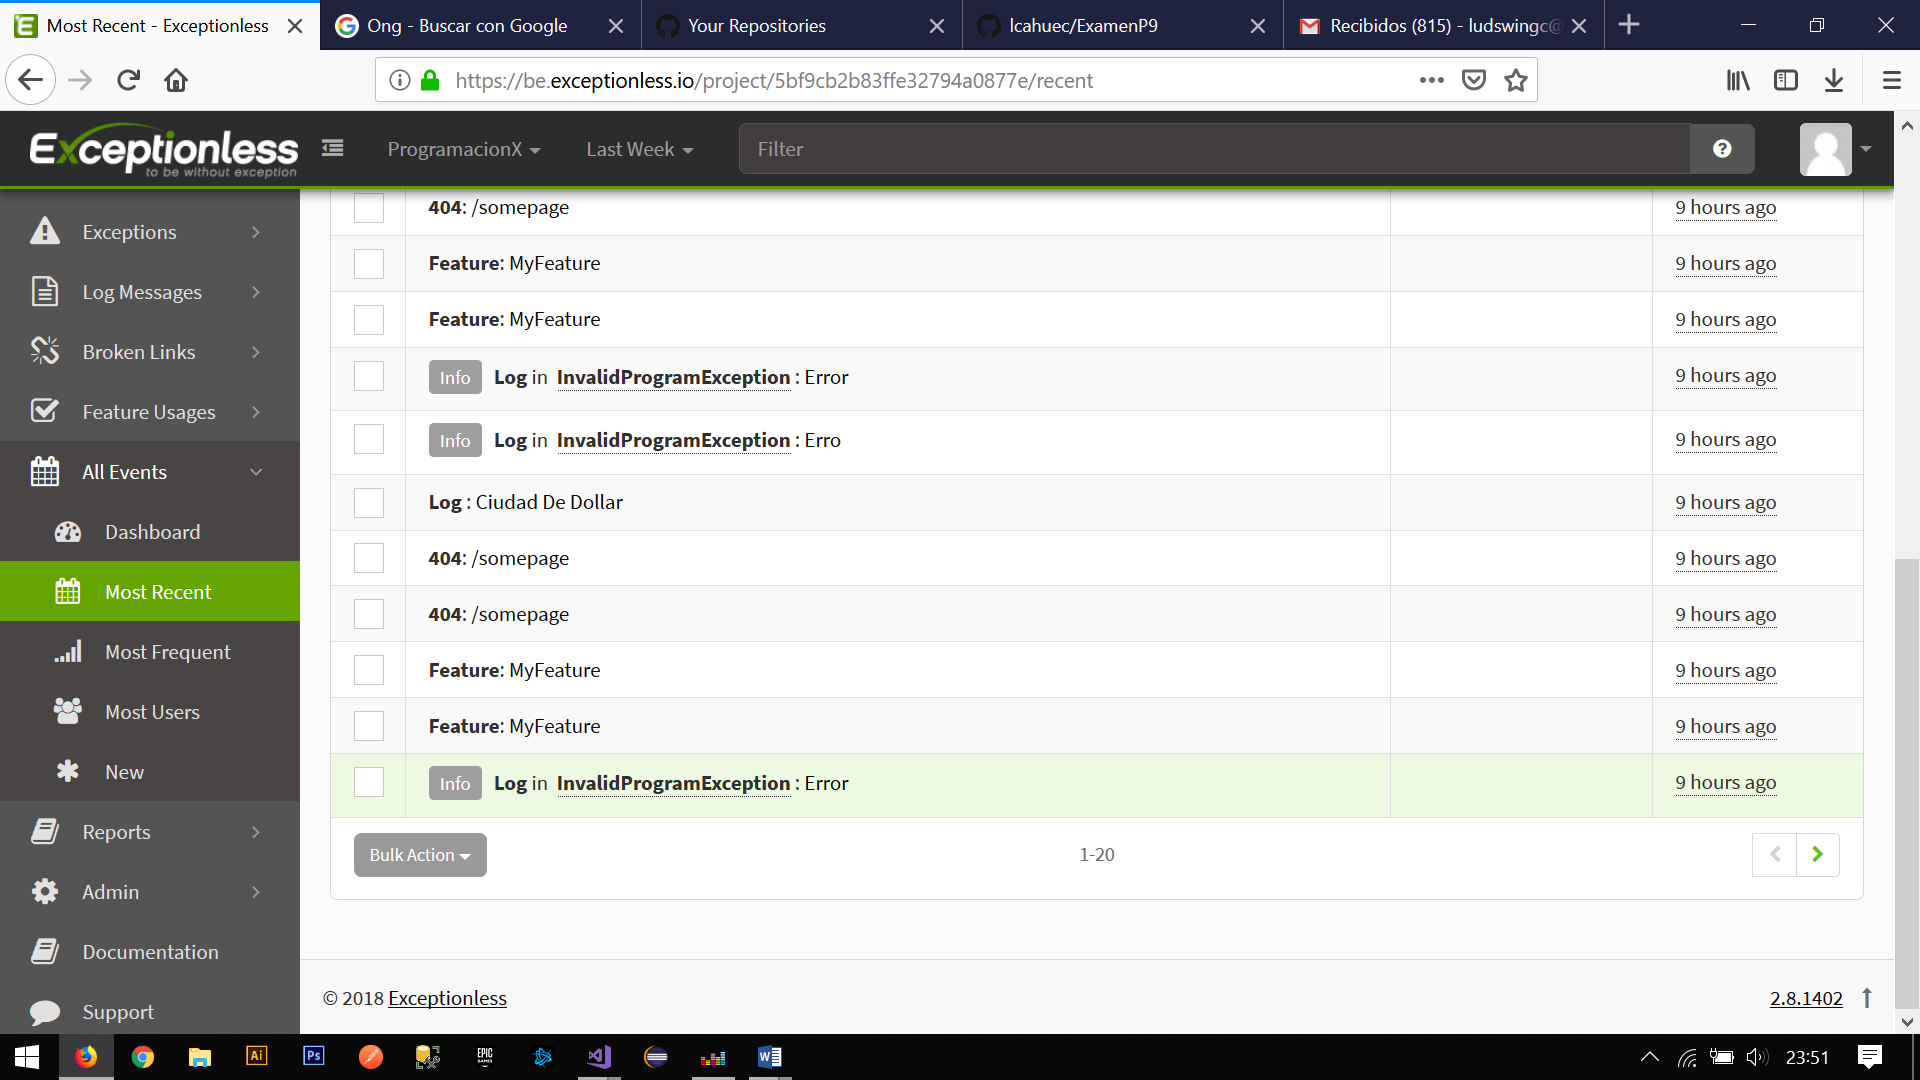 Most Recent - Exceptionless
Ong - Buscar con Google
Your Repositories
lcahuec/ExamenP9
Recibidos (815) - ludswingc@
https://be.exceptionless.io/project/5bf9cb2b83ffe32794a0877e/recent
Exceptionless
to be without exception
ProgramacionX
Last Week
Filter
Exceptions
Log Messages
Broken Links
Feature Usages
All Events
Dashboard
Most Recent
Most Frequent
Most Users
New
Reports
Admin
Documentation
Support
404: /somepage 9 hours ago
Feature: MyFeature 9 hours ago
Feature: MyFeature 9 hours ago
Info Log in InvalidProgramException : Error 9 hours ago
Info Log in InvalidProgramException : Erro 9 hours ago
Log : Ciudad De Dollar 9 hours ago
404: /somepage 9 hours ago
404: /somepage 9 hours ago
Feature: MyFeature 9 hours ago
Feature: MyFeature 9 hours ago
Info Log in InvalidProgramException : Error 9 hours ago
Bulk Action
1-20
© 2018 Exceptionless
2.8.1402
Ai
Ps
EPIC
GAMES
23:51